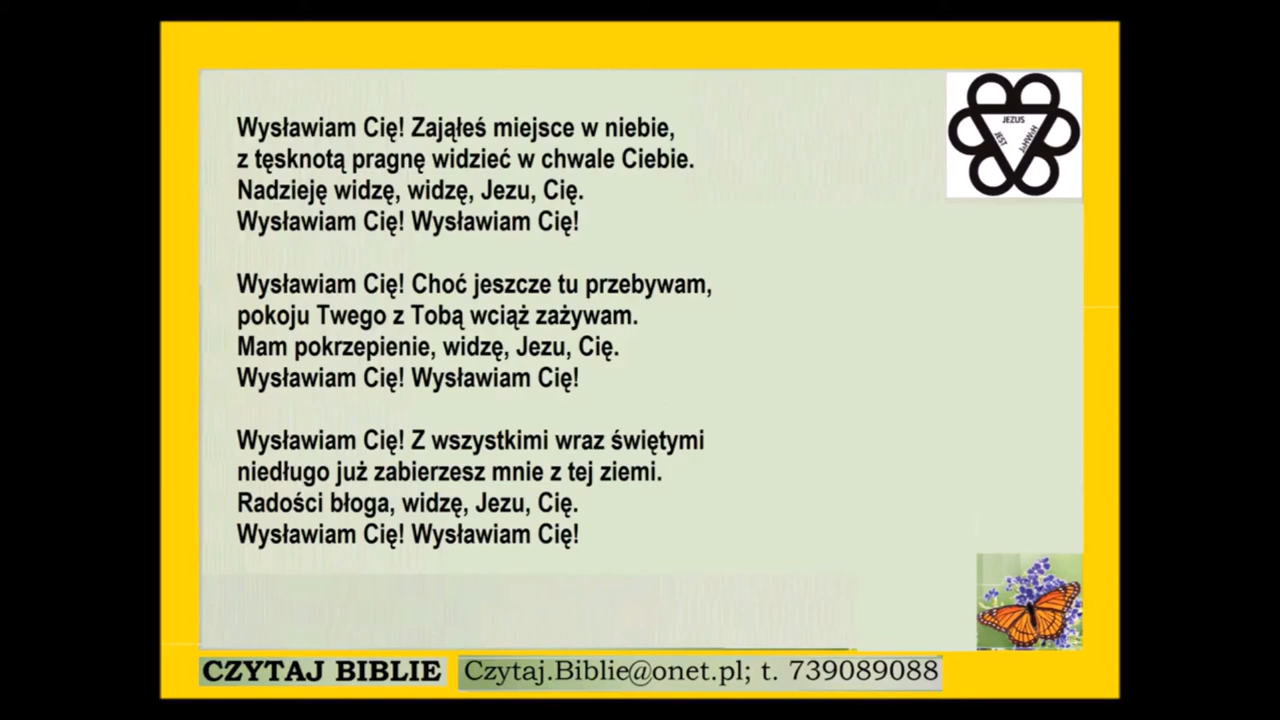 Wysławiam Cię! Zająłeś miejsce w niebie,
z tęsknotą pragnę widzieć w chwale Ciebie.
Nadzieję widzę, widzę, Jezu, Cię.
Wysławiam Cię! Wysławiam Cię!
Wysławiam Cię! Choć jeszcze tu przebywam,
pokoju Twego z Tobą wciąż zażywam.
Mam pokrzepienie, widzę, Jezu, Cię.
Wysławiam Cię! Wysławiam Cię!
Wysławiam Cię! Z wszystkimi wraz świętymi
niedługo już zabierzesz mnie z tej ziemi.
Radości błoga, widzę, Jezu, Cię.
Wysławiam Cię! Wysławiam Cię!
JEZUS
JEST
JaHWeH
CZYTAJ BIBLIE
Czytaj.Biblie@onet.pl; t. 739089088